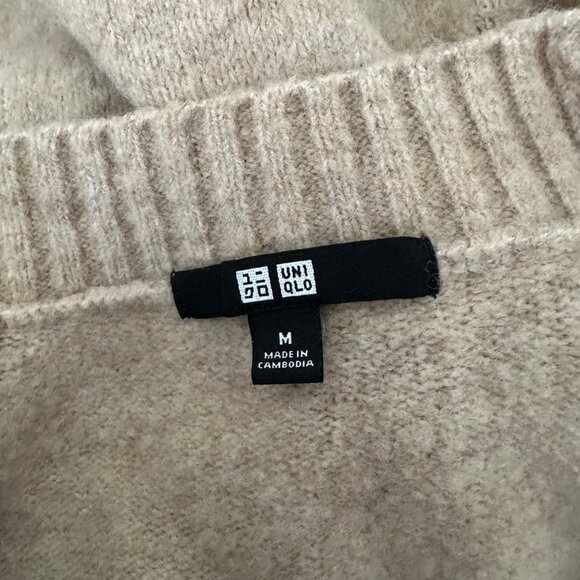 ユニ UNI
クロ QLO
M
MADE IN
CAMBODIA